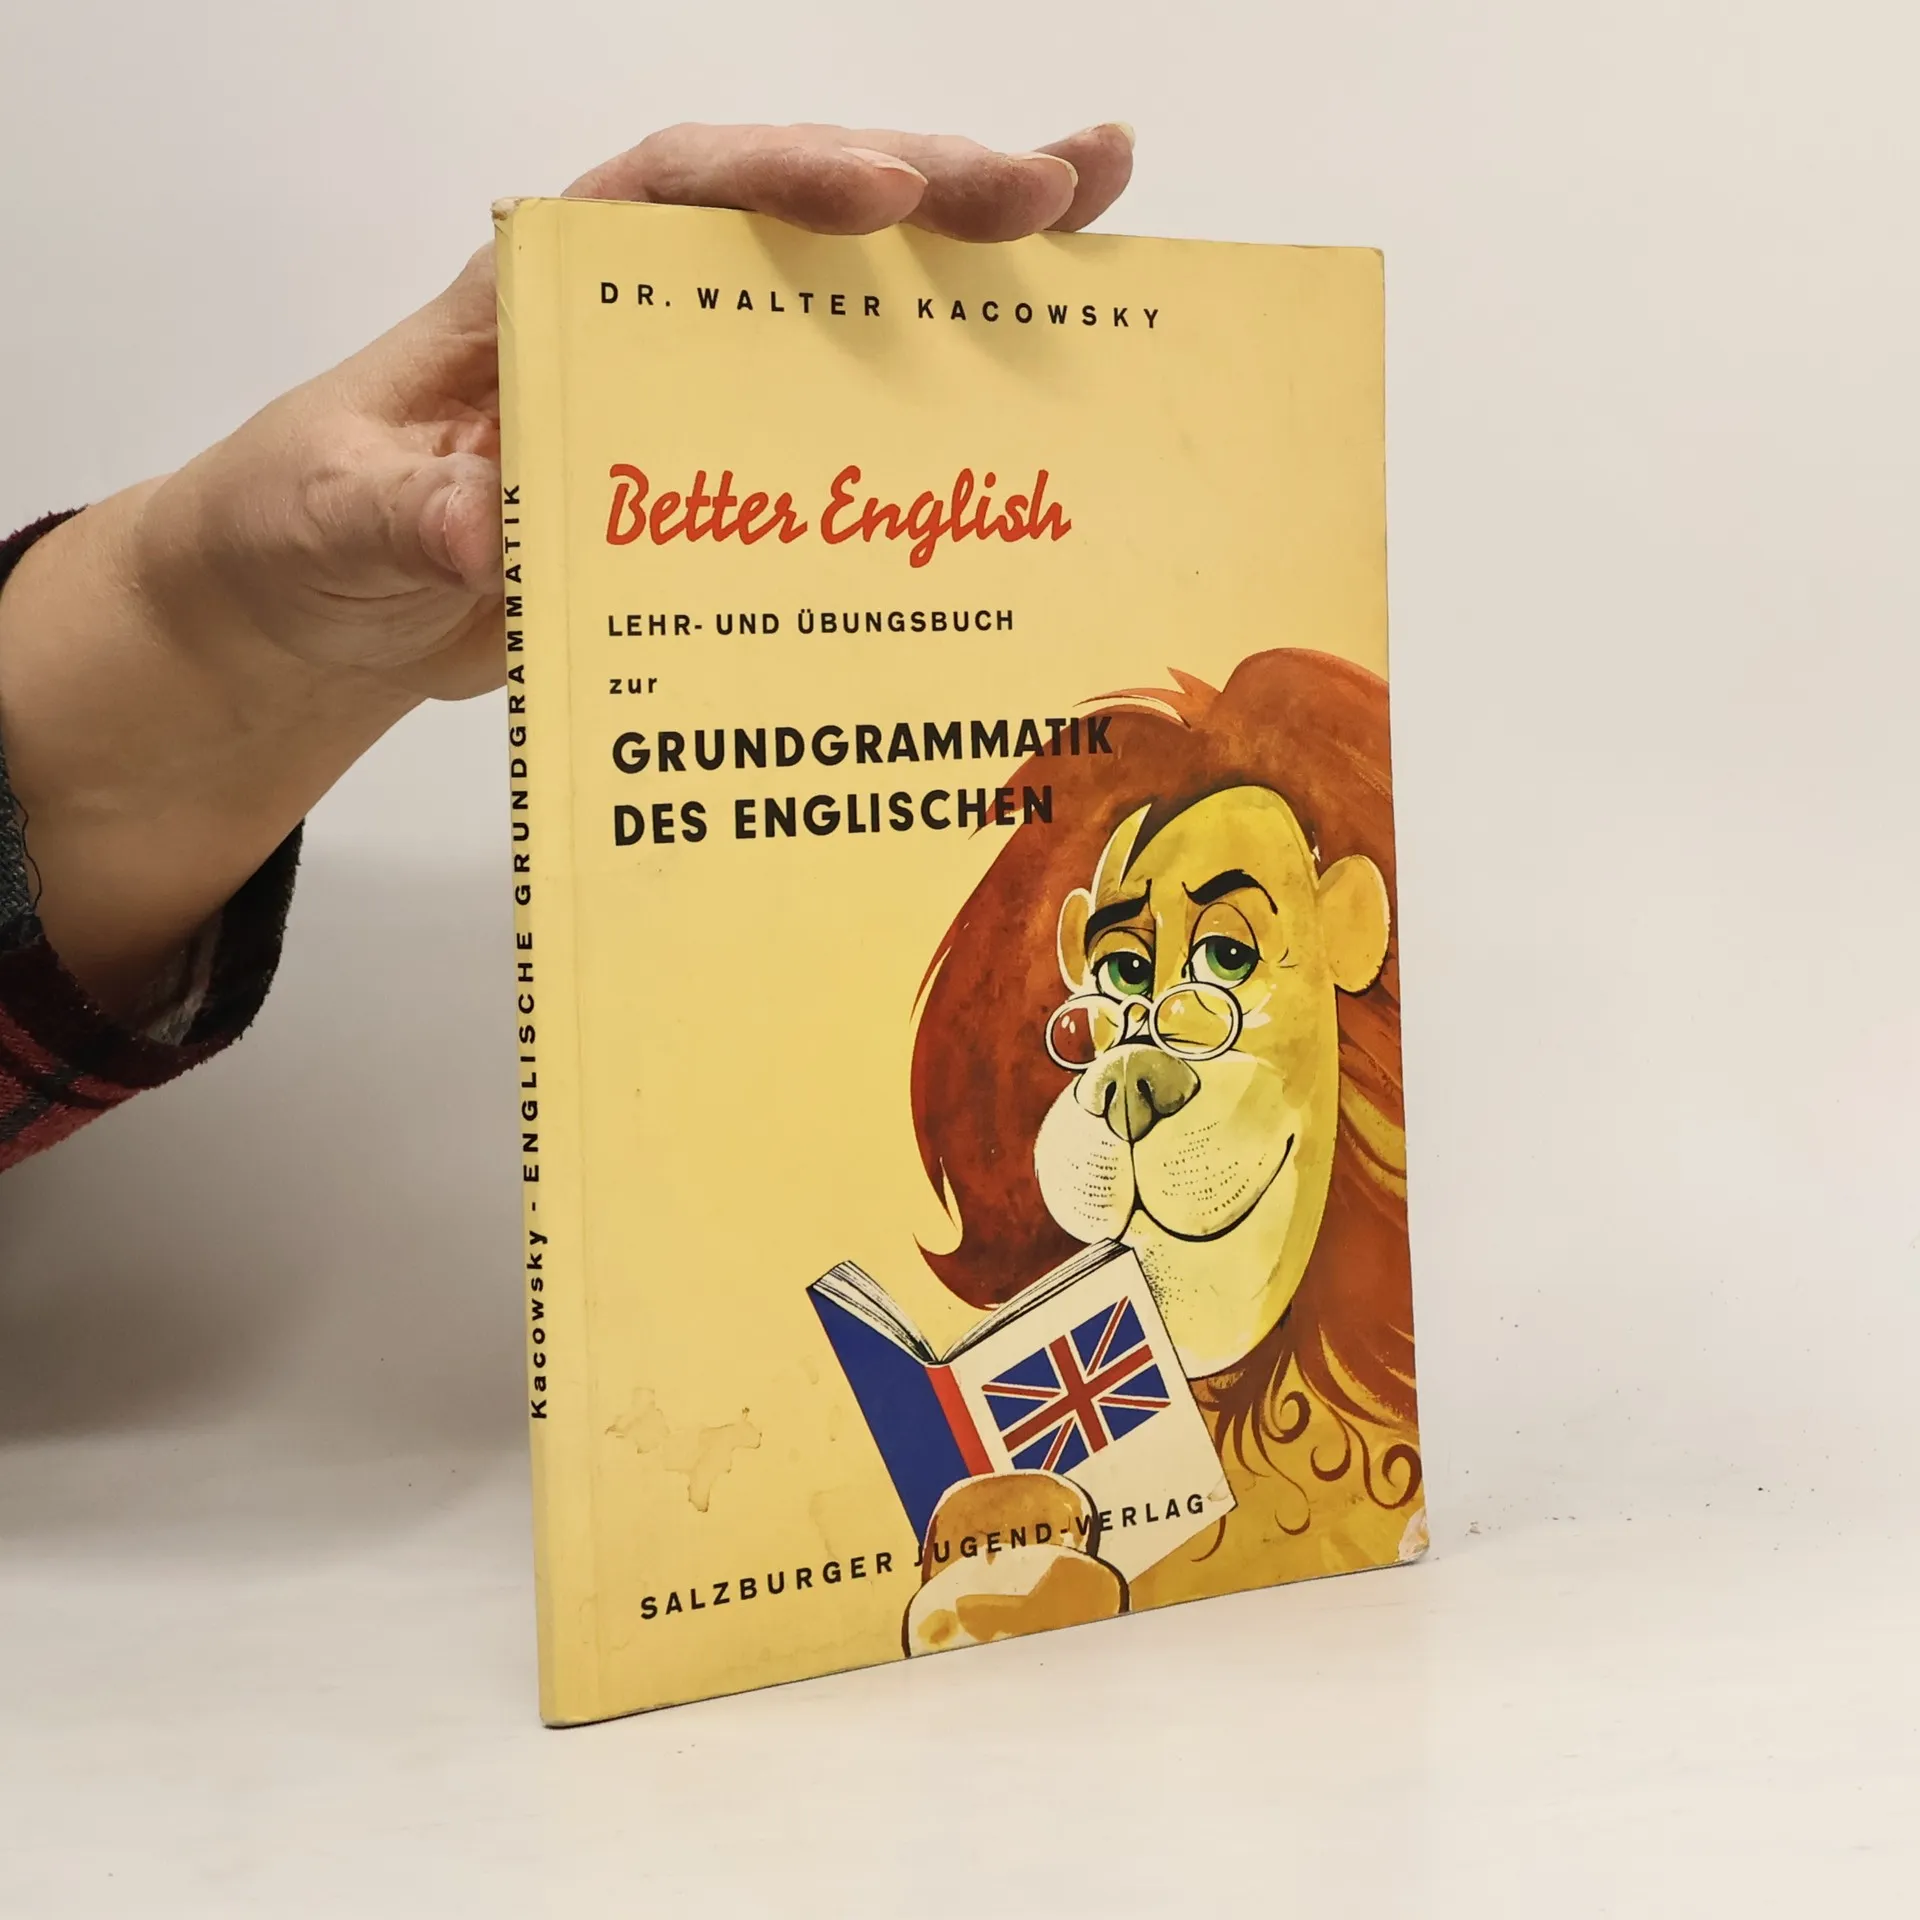 DR. WALTER KACOWSKY
Better English
LEHR- UND ÜBUNGSBUCH
zur
GRUNDGRAMMATIK
DES ENGLISCHEN
SALZBURGER JUGEND-VERLAG
Kacowsky - ENGLISCHE GRUNDGRAMMATIK